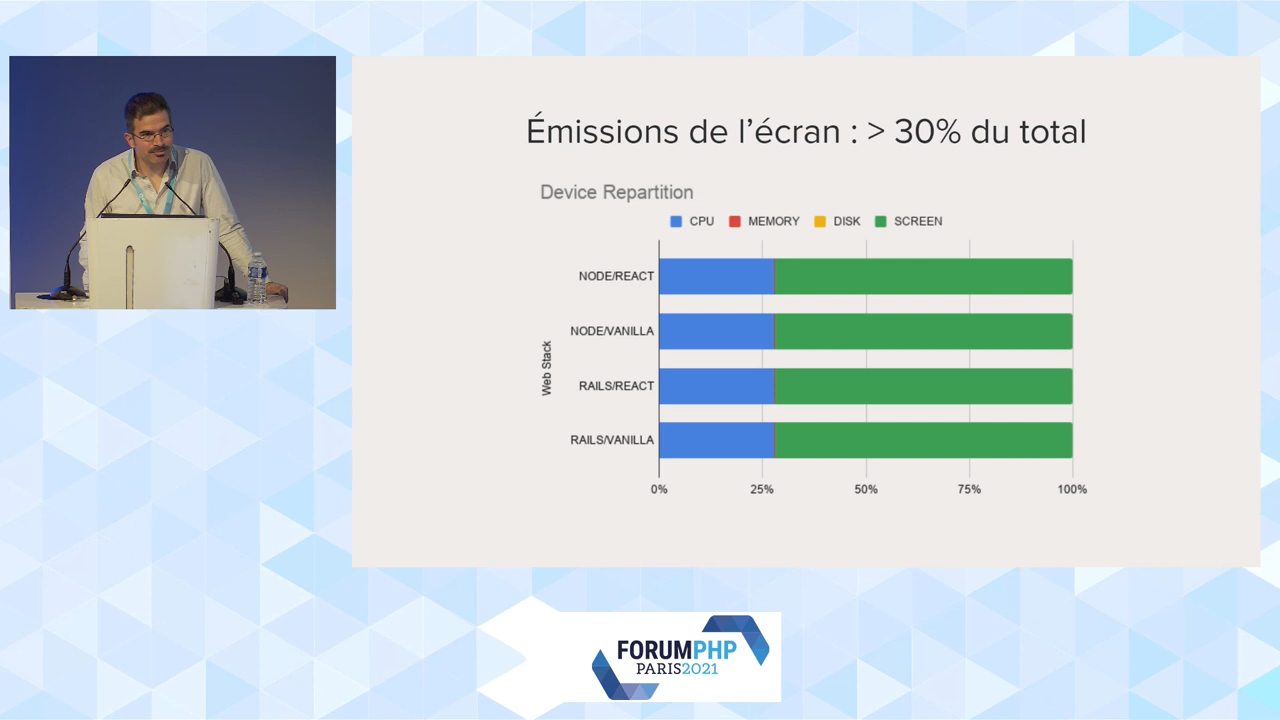 Émissions de l’écran : > 30% du total
Device Repartition
CPU MEMORY DISK SCREEN
Web Stack
NODE/REACT
NODE/VANILLA
RAILS/REACT
RAILS/VANILLA
0% 25% 50% 75% 100%
FORUMPHP
PARIS2021